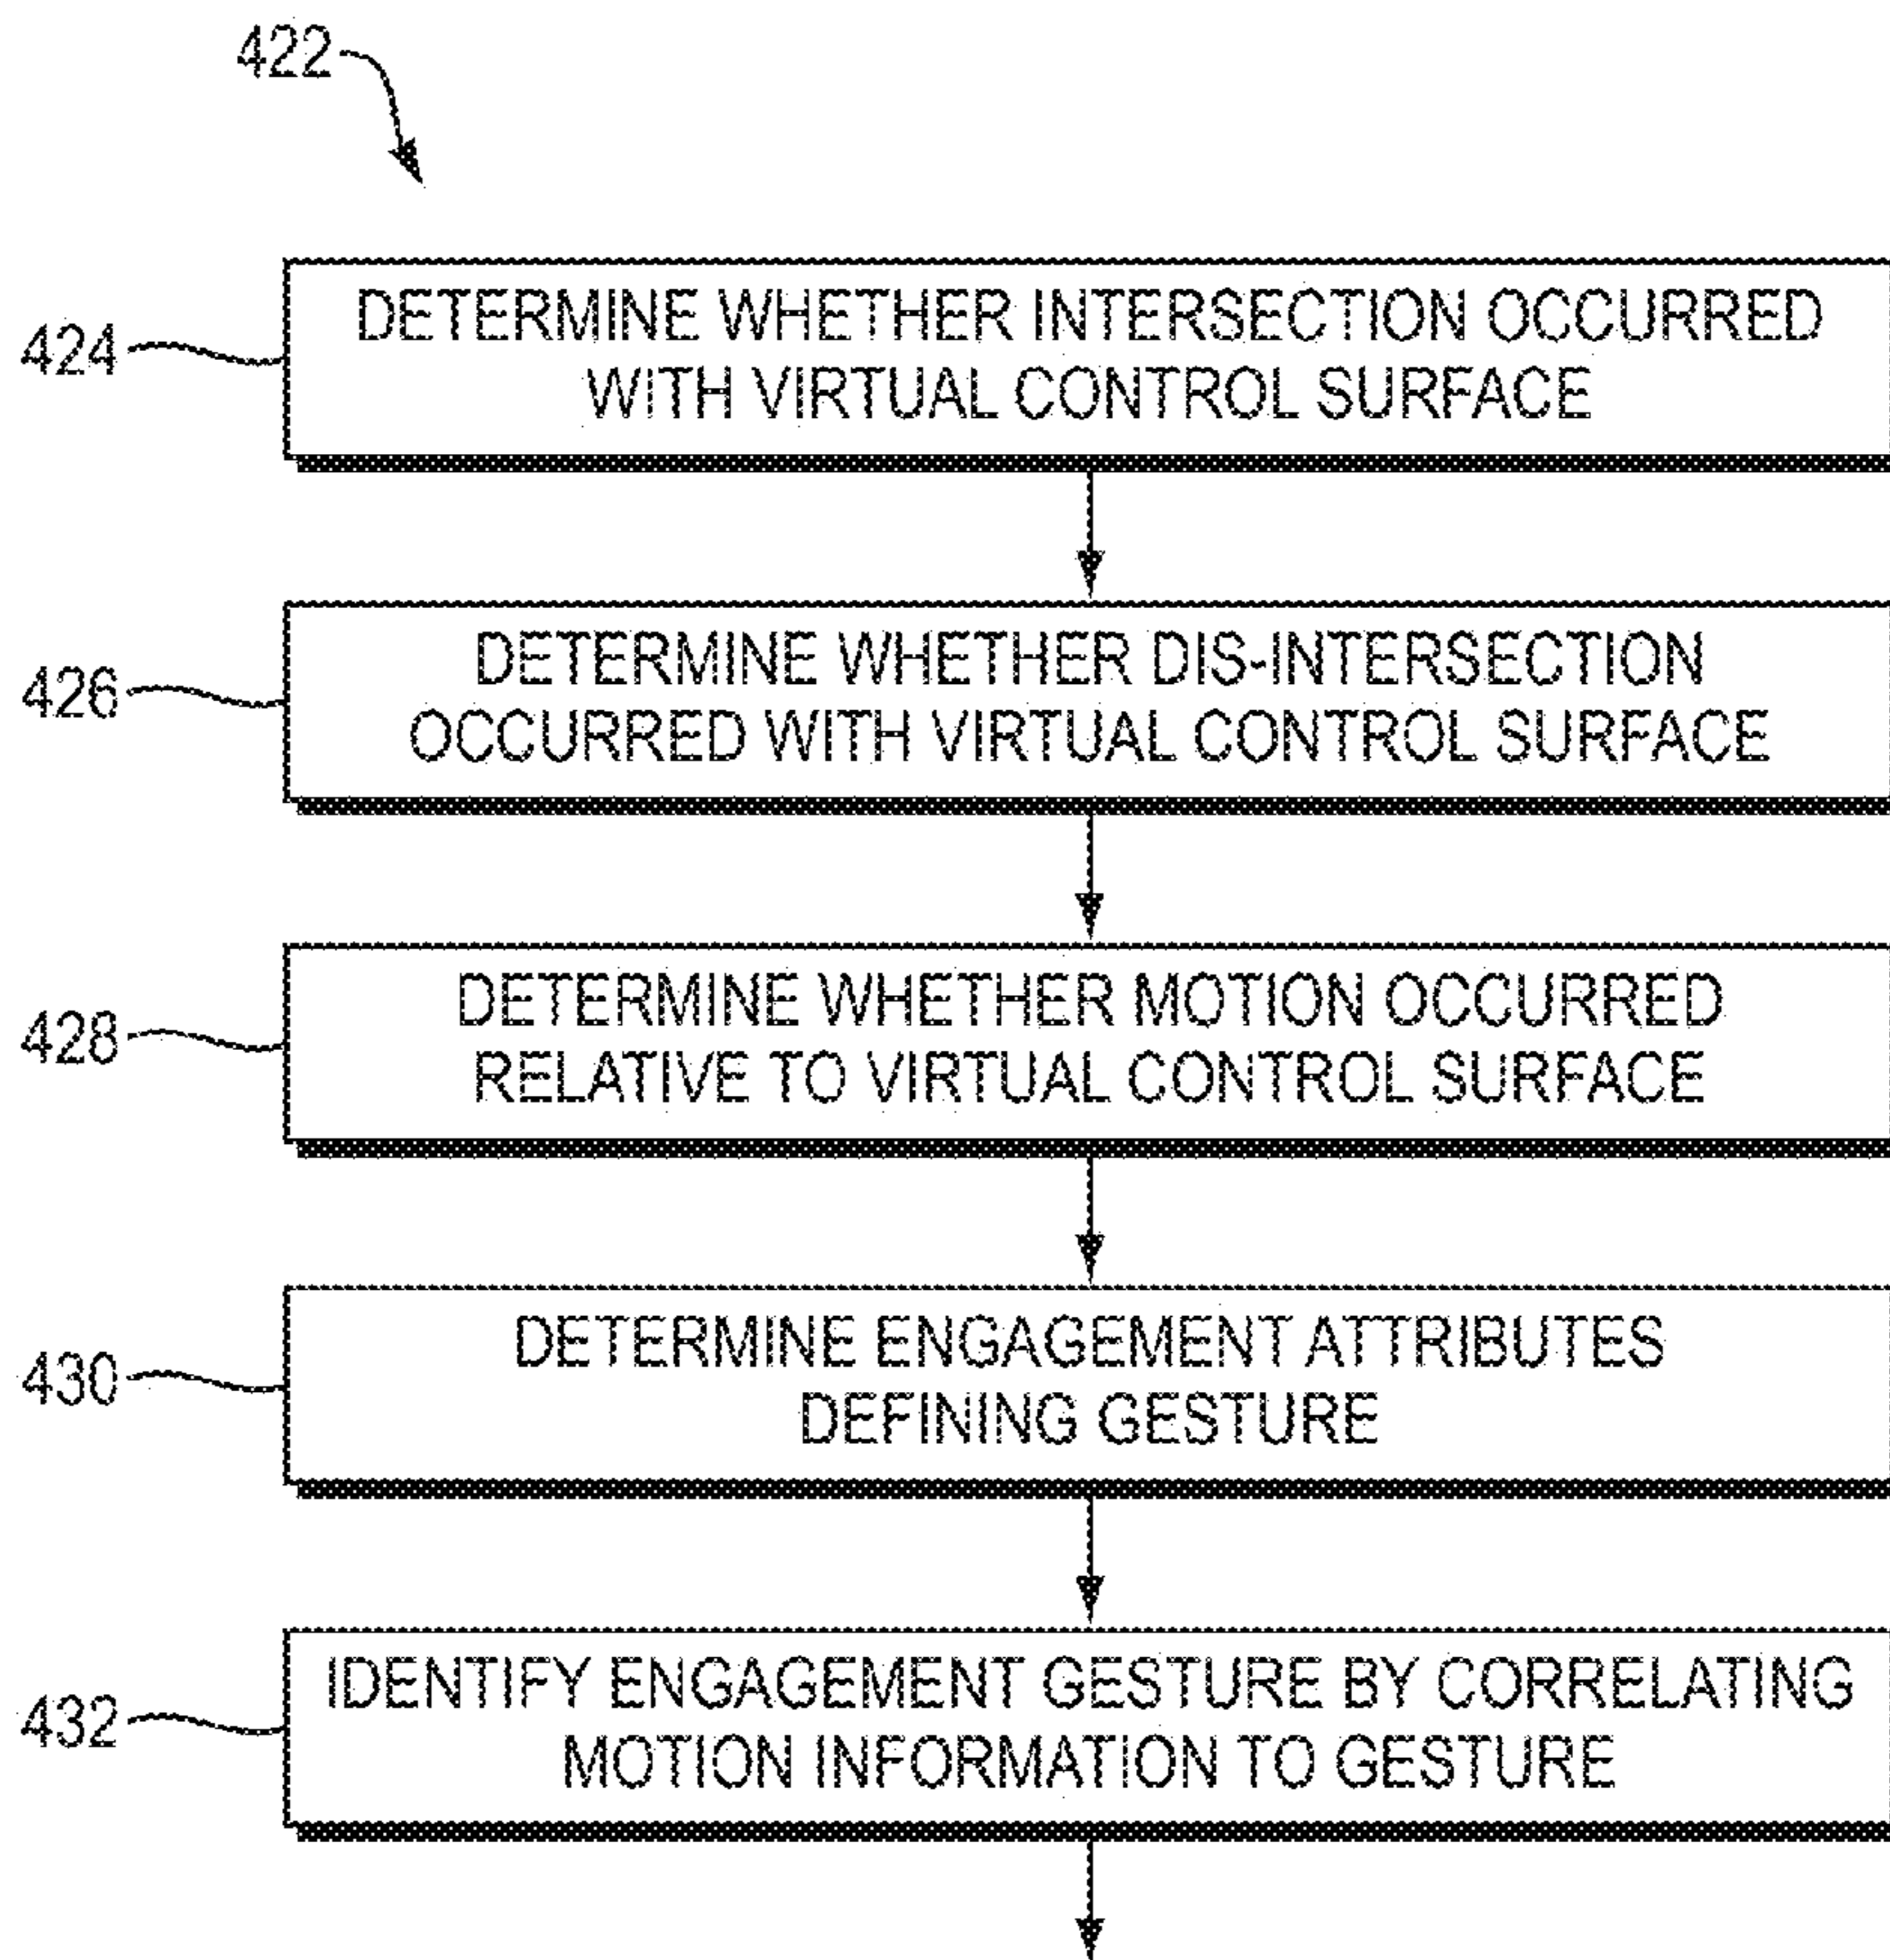 422
424
DETERMINE WHETHER INTERSECTION OCCURRED
WITH VIRTUAL CONTROL SURFACE
426
DETERMINE WHETHER DIS-INTERSECTION
OCCURRED WITH VIRTUAL CONTROL SURFACE
428
DETERMINE WHETHER MOTION OCCURRED
RELATIVE TO VIRTUAL CONTROL SURFACE
430
DETERMINE ENGAGEMENT ATTRIBUTES
DEFINING GESTURE
432
IDENTIFY ENGAGEMENT GESTURE BY CORRELATING
MOTION INFORMATION TO GESTURE